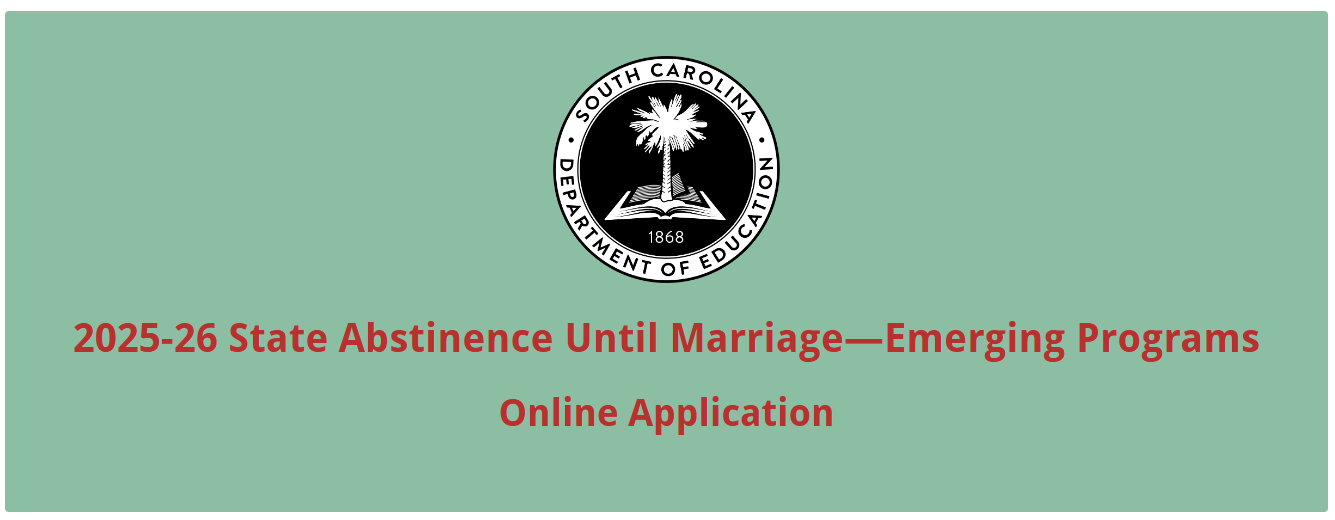 SOUTH CAROLINA
DEPARTMENT OF EDUCATION
1868
2025-26 State Abstinence Until Marriage—Emerging Programs
Online Application